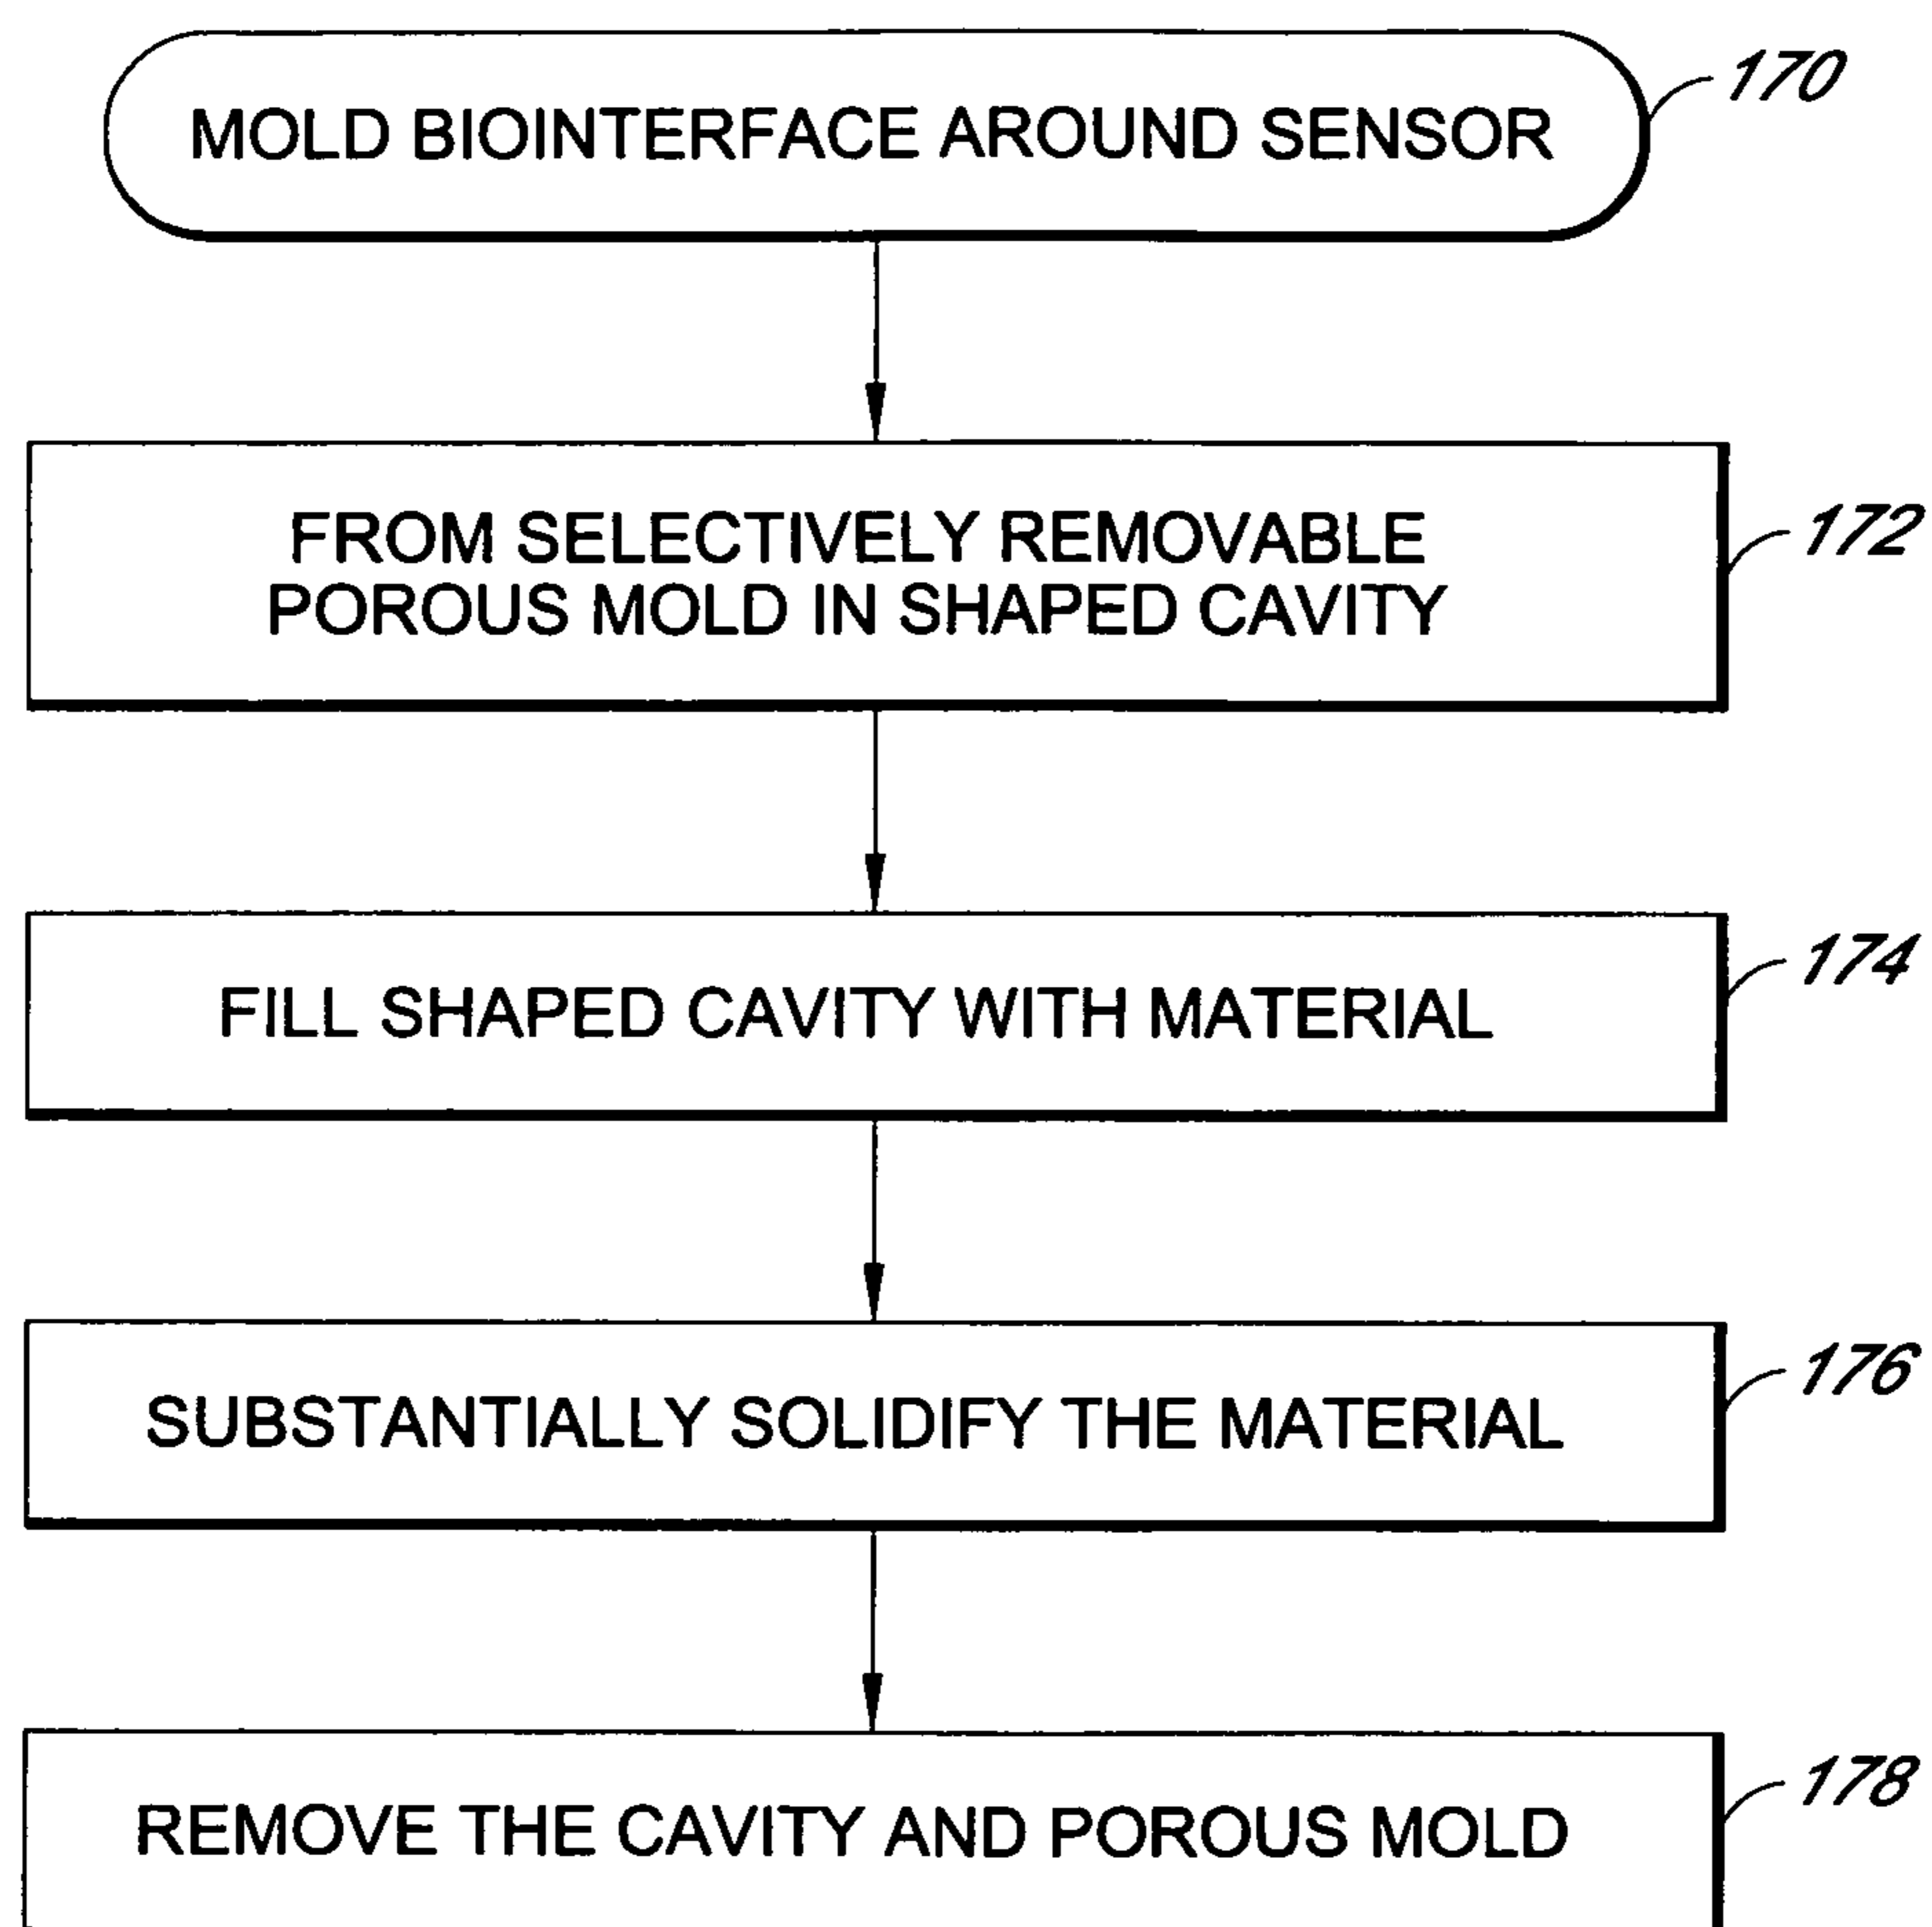 MOLD BIOINTERFACE AROUND SENSOR
170
FROM SELECTIVELY REMOVABLE
POROUS MOLD IN SHAPED CAVITY
172
FILL SHAPED CAVITY WITH MATERIAL
174
SUBSTANTIALLY SOLIDIFY THE MATERIAL
176
REMOVE THE CAVITY AND POROUS MOLD
178